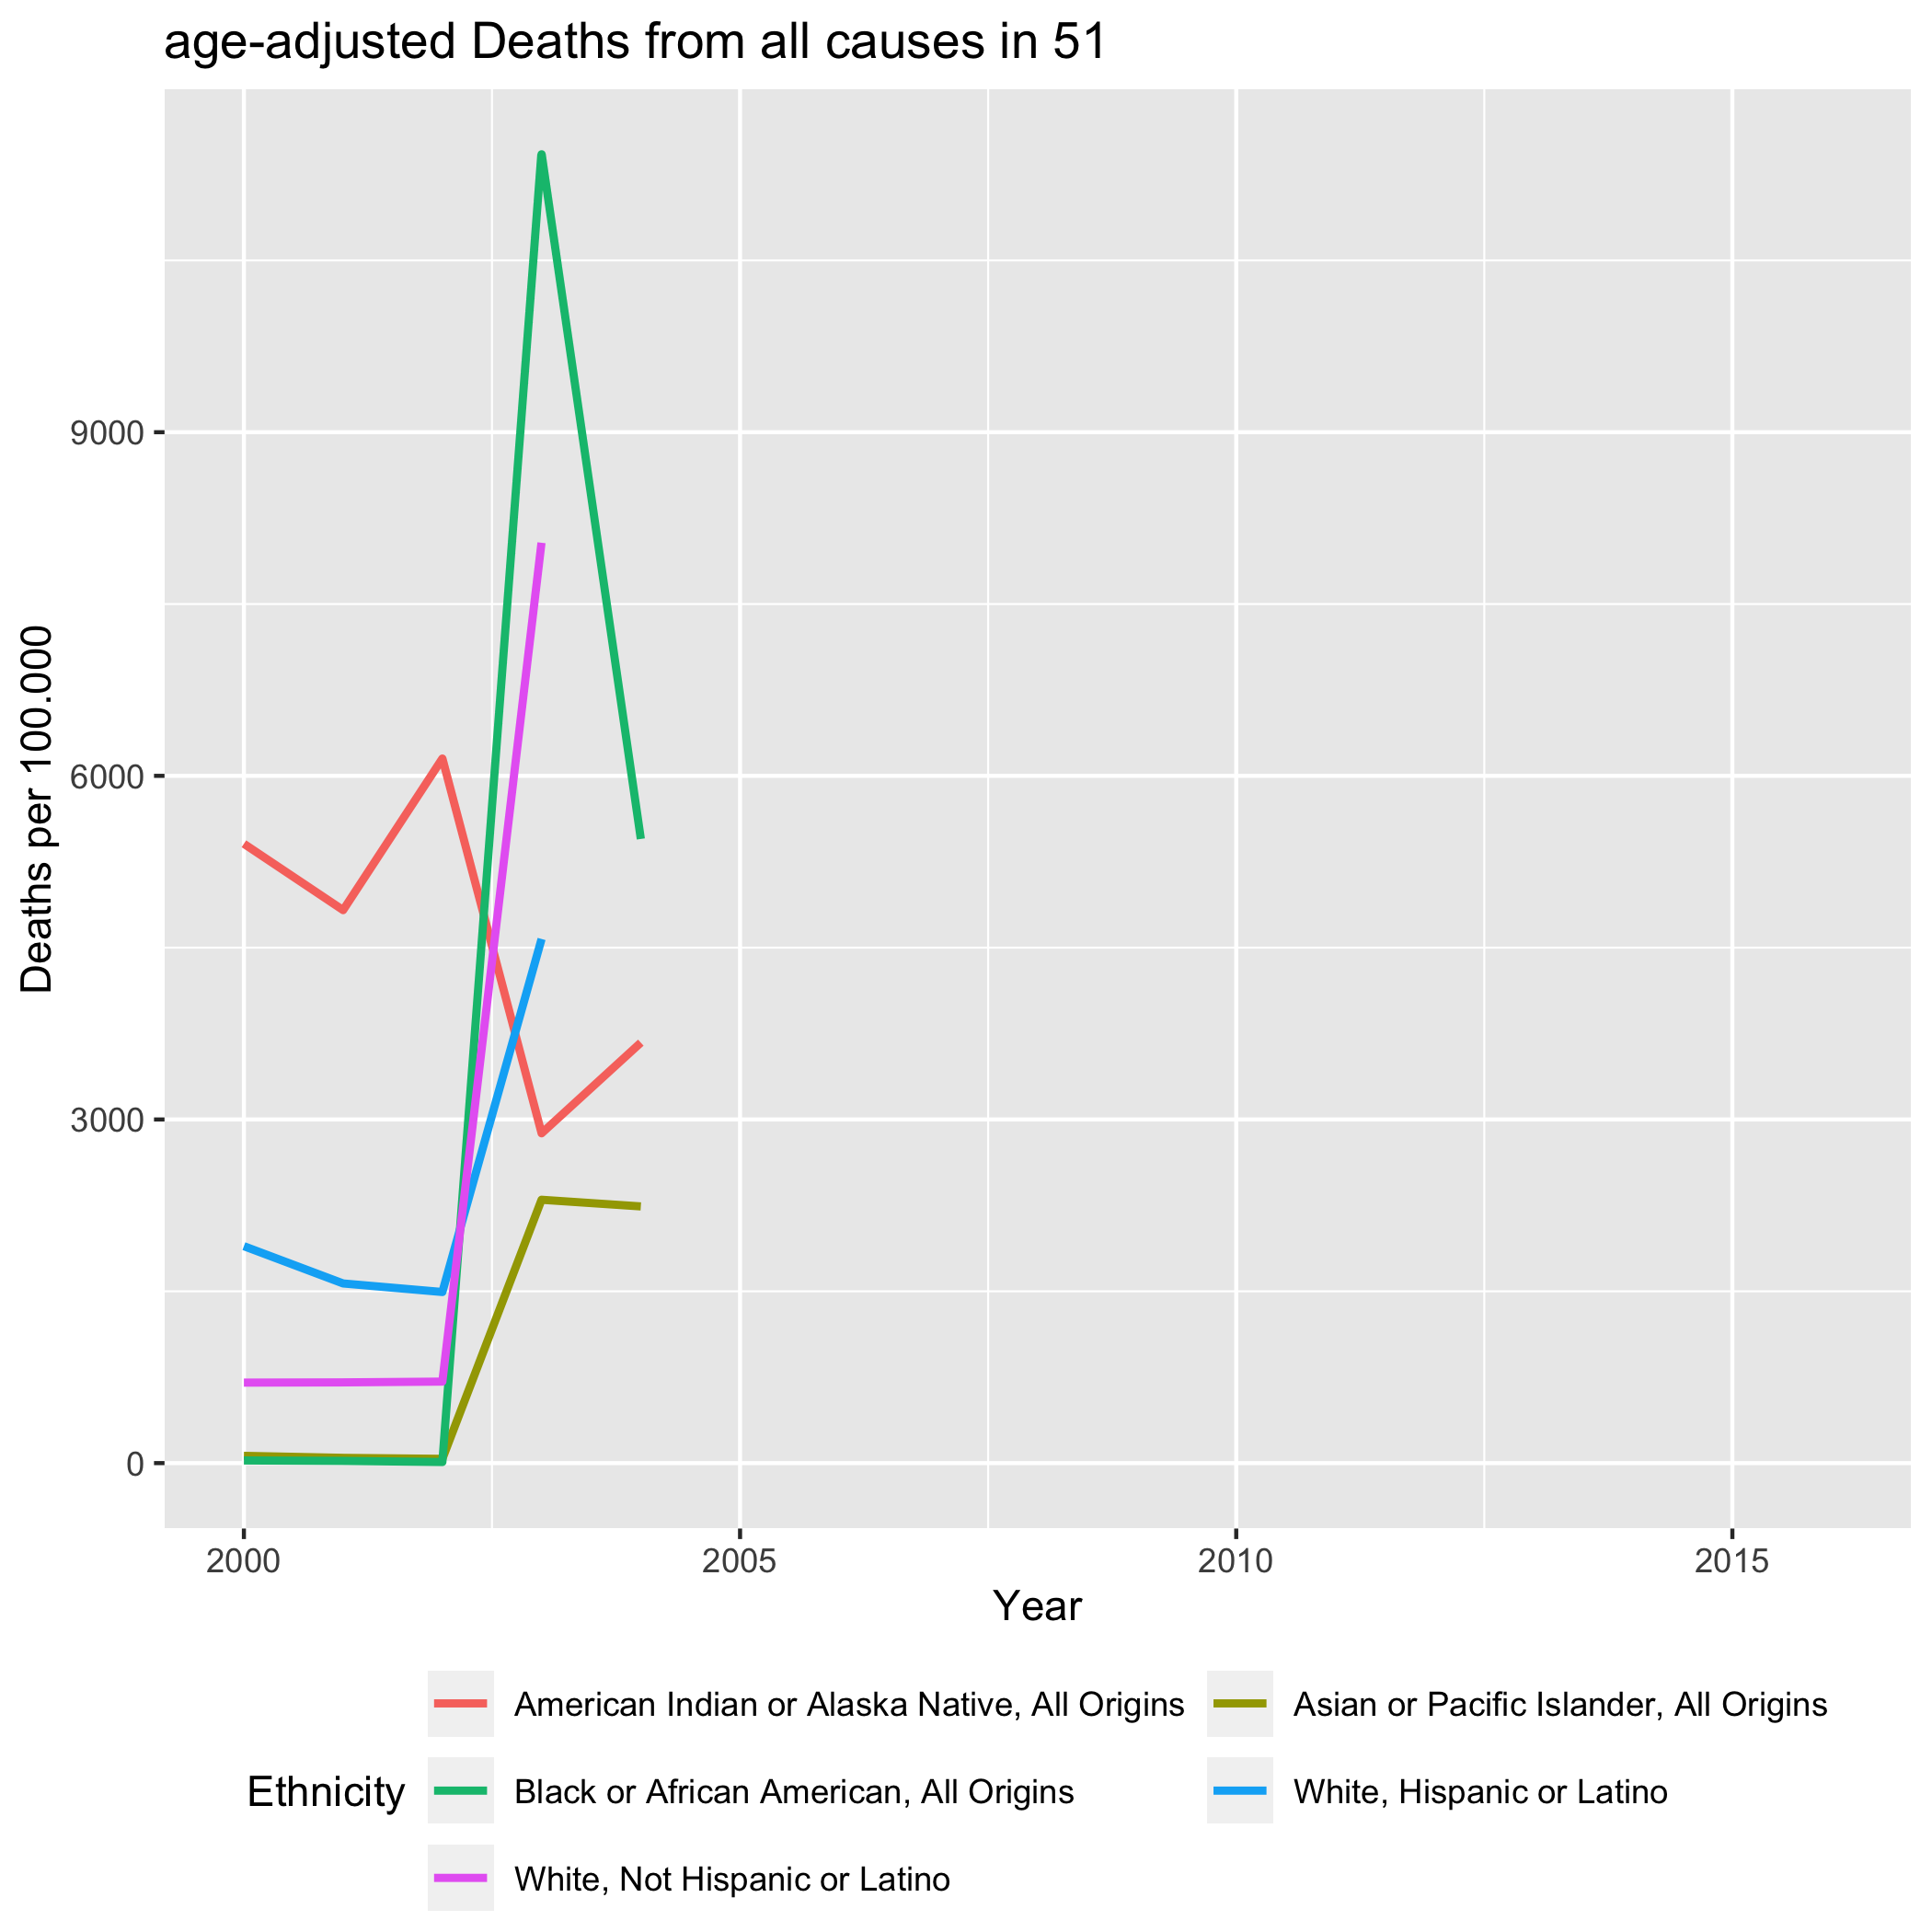 age-adjusted Deaths from all causes in 51
Deaths per 100.000
9000
6000
3000
0
2000 2005 2010 2015
Year
Ethnicity
American Indian or Alaska Native, All Origins
Asian or Pacific Islander, All Origins
Black or African American, All Origins
White, Hispanic or Latino
White, Not Hispanic or Latino